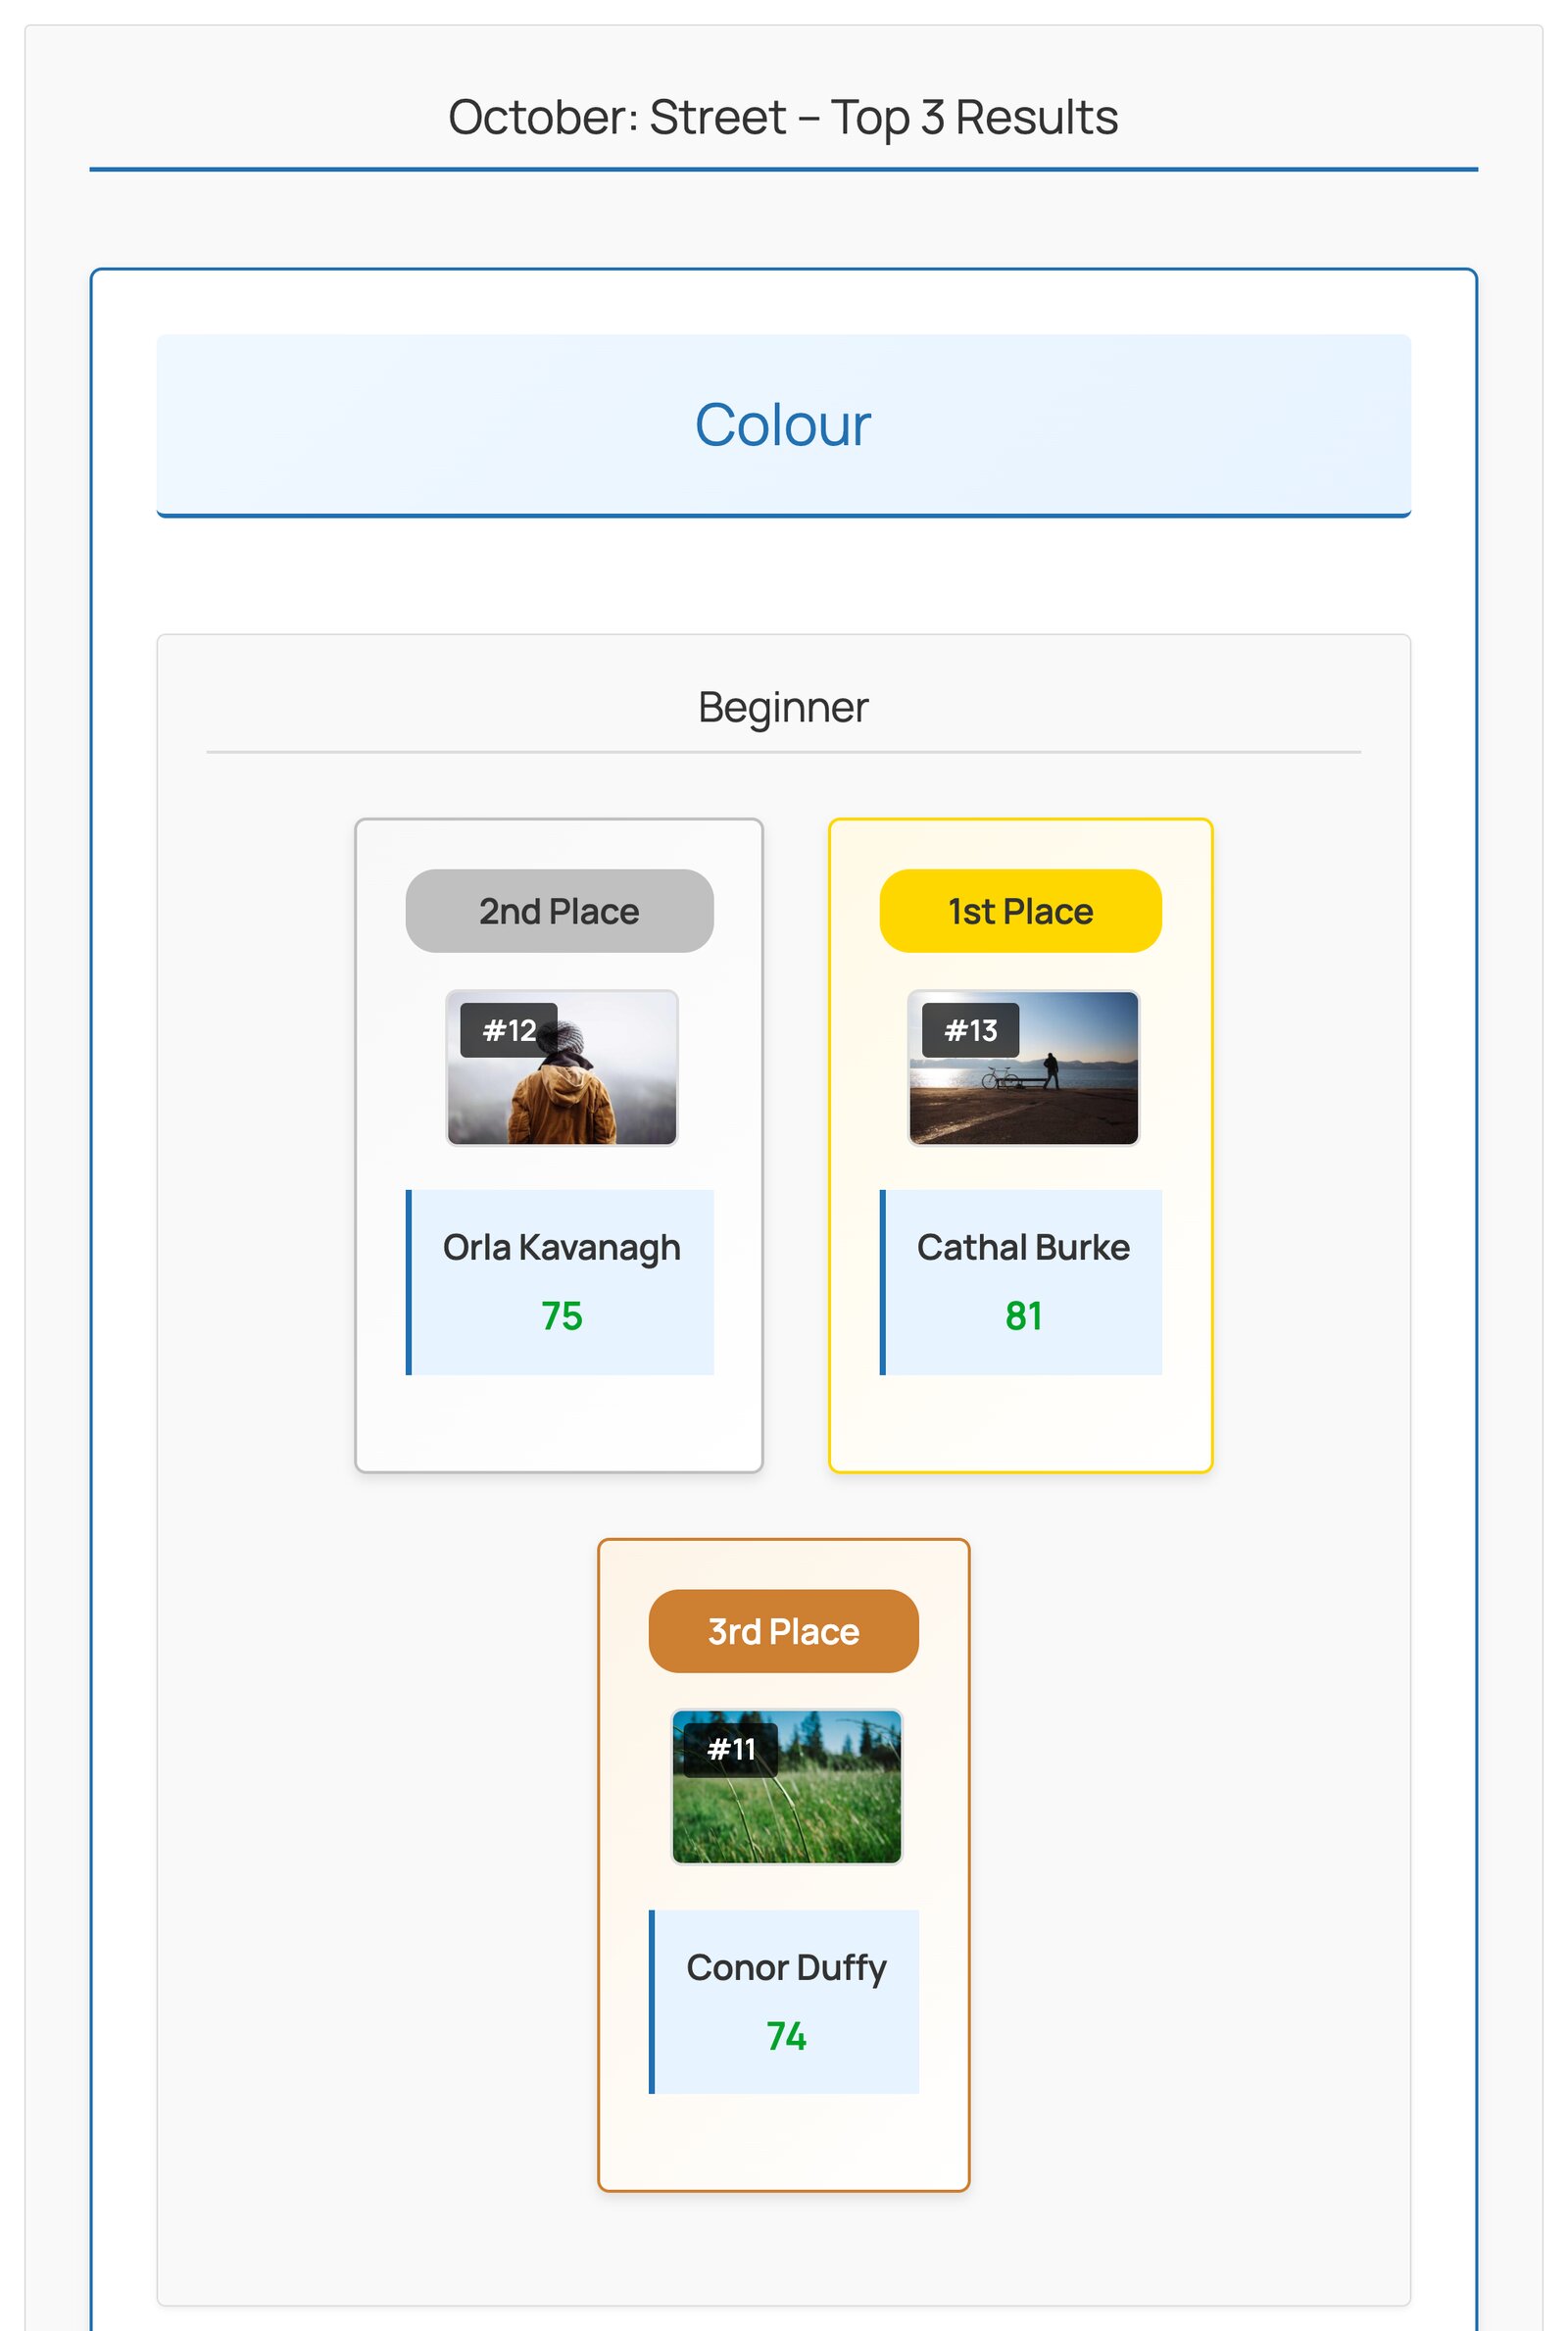 October: Street – Top 3 Results
Colour
Beginner
2nd Place
#12
Orla Kavanagh
75
1st Place
#13
Cathal Burke
81
3rd Place
#11
Conor Duffy
74